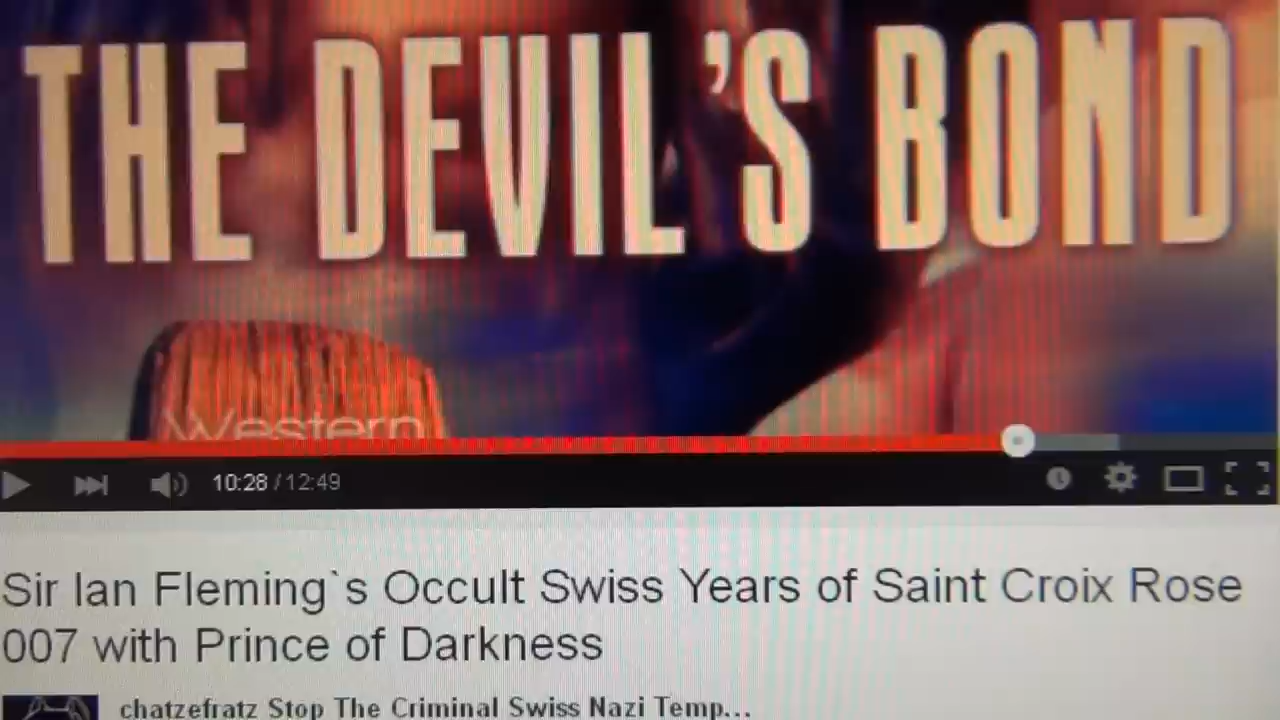 THE DEVIL'S BOND
Western
10:28 / 12:49
Sir Ian Fleming`s Occult Swiss Years of Saint Croix Rose
007 with Prince of Darkness
chatzefratz Stop The Criminal Swiss Nazi Temp...